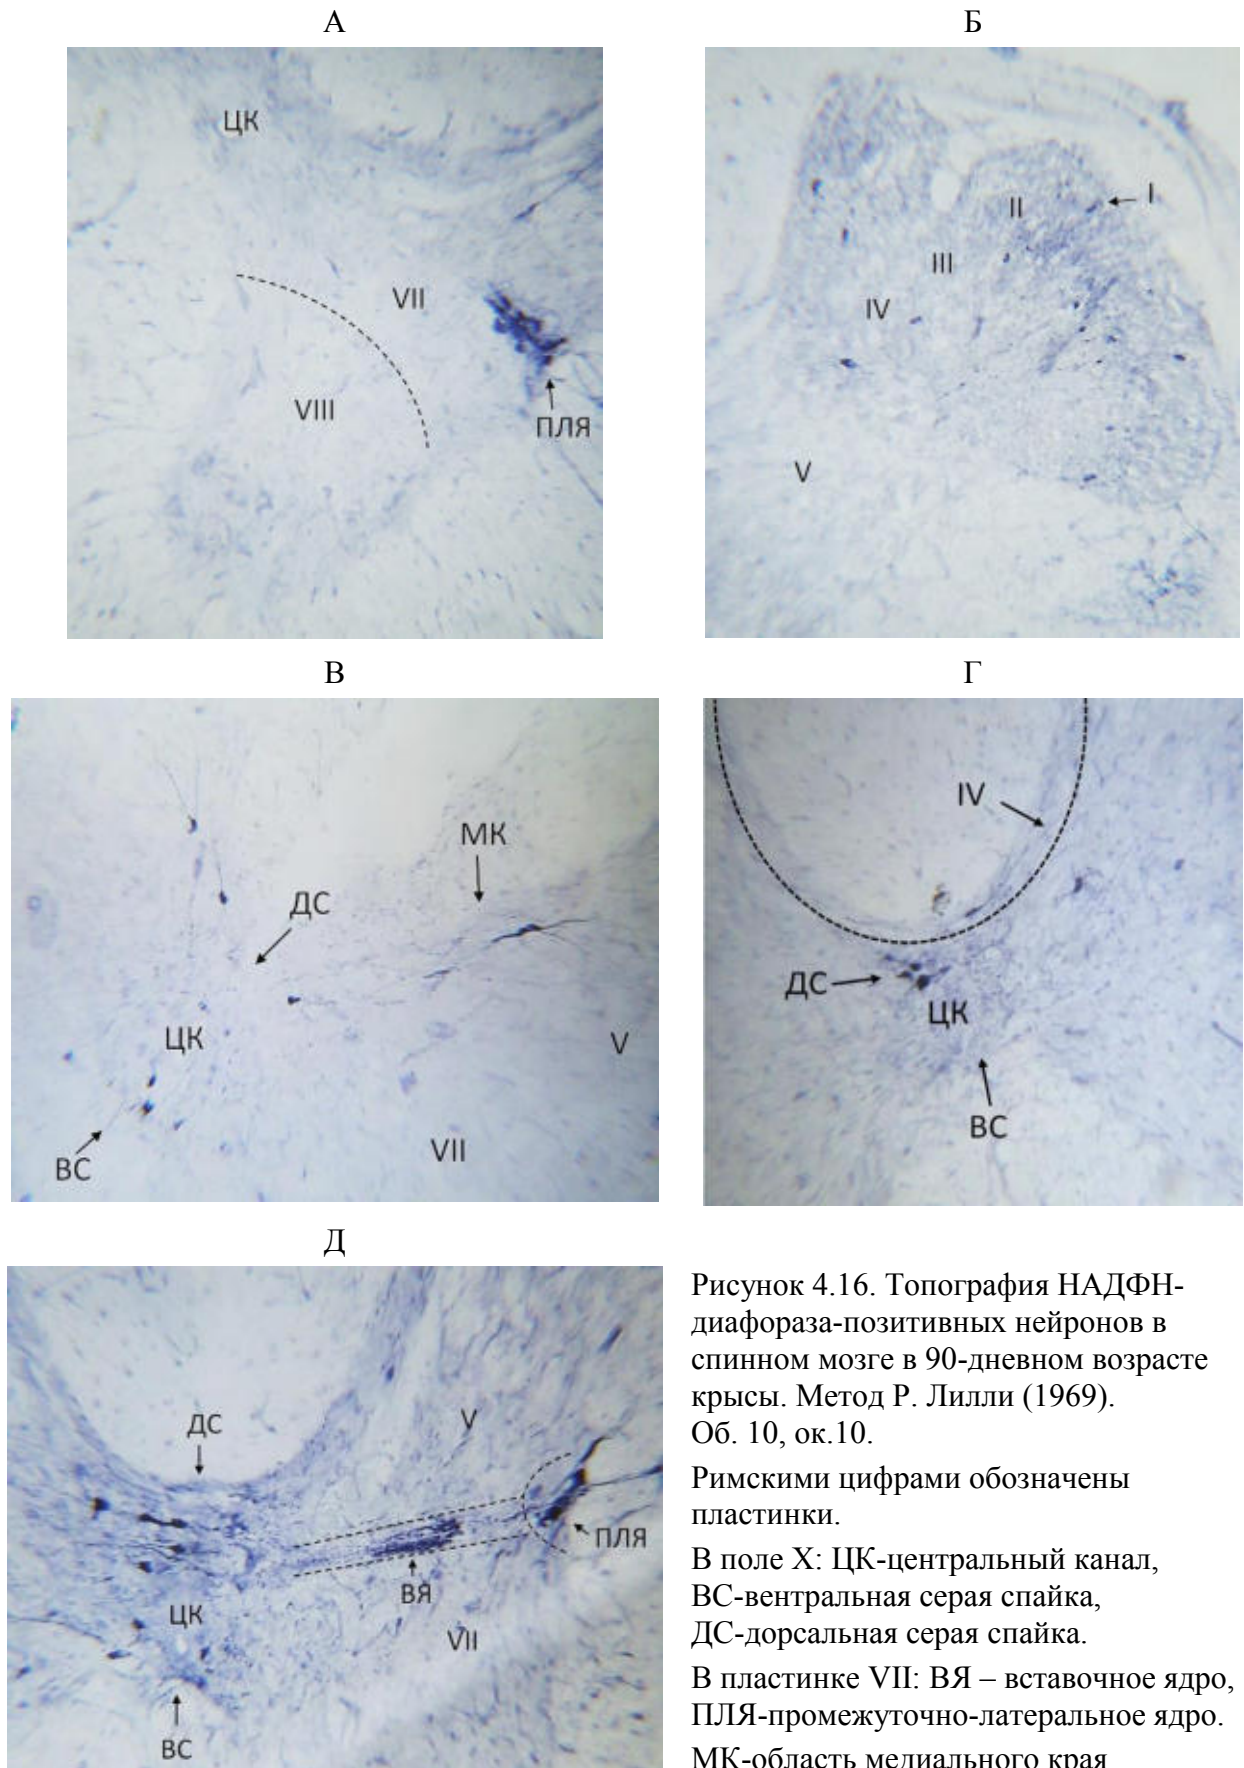 А
Б
ЦК
VII
VIII
ПЛЯ
I
II
III
IV
V
В
Г
МК
ДС
ЦК
V
ВС
VII
IV
ДС
ЦК
ВС
Д
ДС
V
ПЛЯ
ВЯ
ЦК
VII
ВС
Рисунок 4.16. Топография НАДФН-
диафораза-позитивных нейронов в
спинном мозге в 90-дневном возрасте
крысы. Метод Р. Лилли (1969).
Об. 10, ок.10.
Римскими цифрами обозначены
пластинки.
В поле X: ЦК-центральный канал,
ВС-вентральная серая спайка,
ДС-дорсальная серая спайка.
В пластинке VII: ВЯ – вставочное ядро,
ПЛЯ-промежуточно-латеральное ядро.
МК-область медиального края